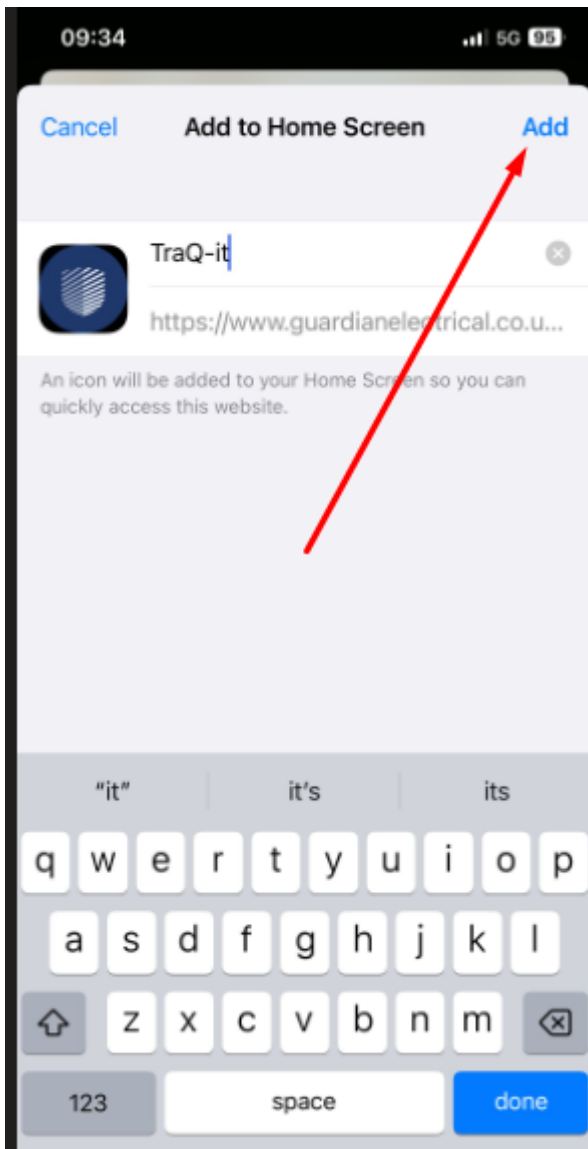 09:34 5G 95
Cancel Add to Home Screen Add
TraQ-it
https://www.guardianelectrical.co.u...
An icon will be added to your Home Screen so you can
quickly access this website.
"it" it's its
q w e r t y u i o p
a s d f g h j k l
z x c v b n m
123 space done